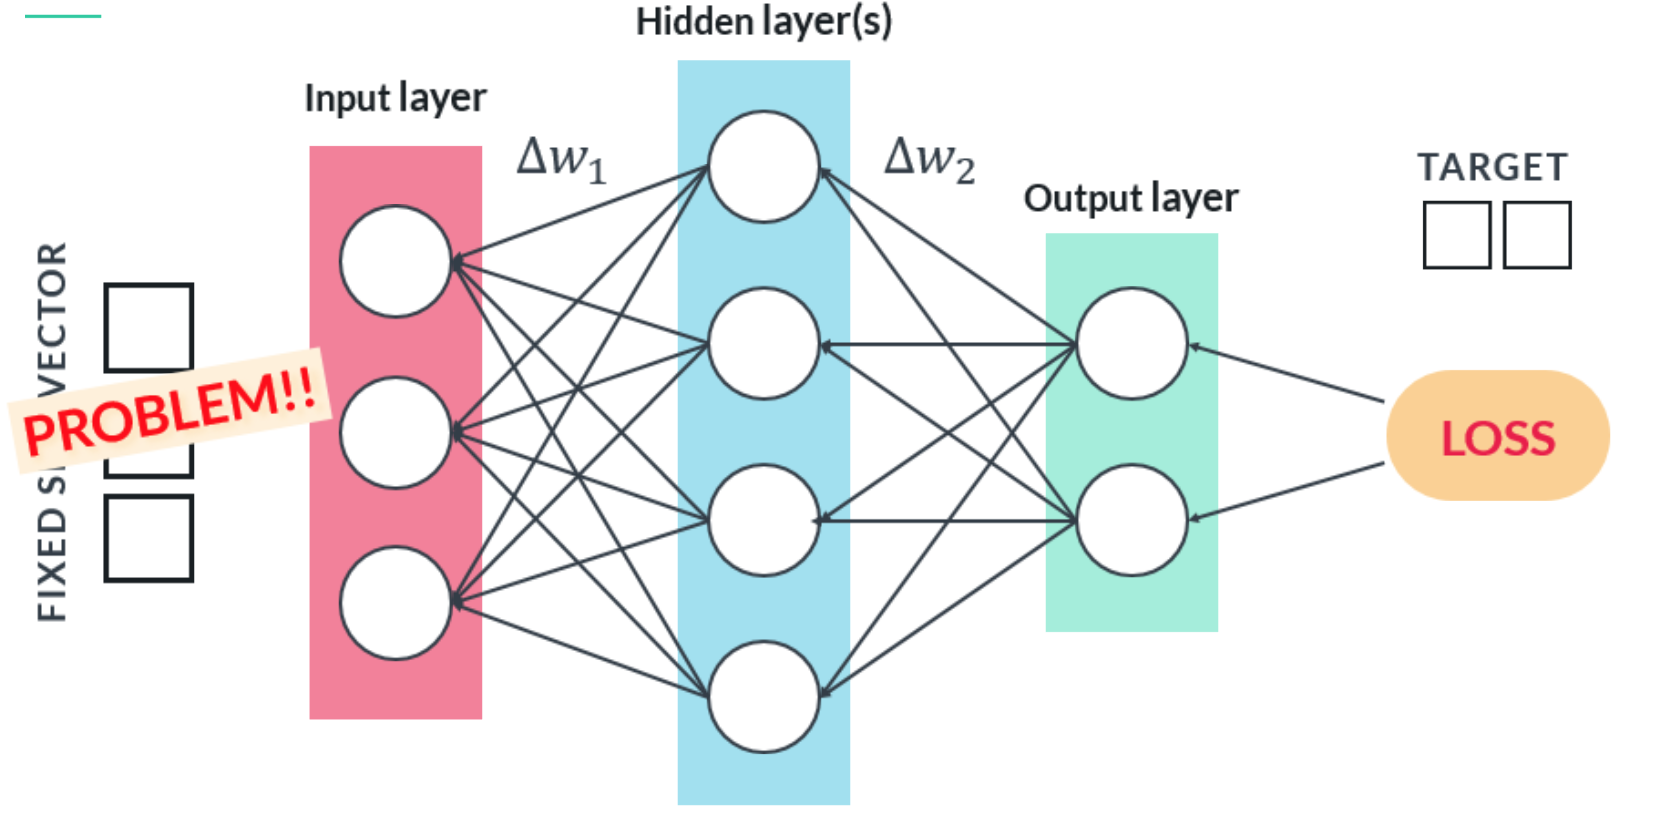 Hidden layer(s)
Input layer
Δw₁
Δw₂
Output layer
TARGET
FIXED VECTOR
PROBLEM!!
LOSS